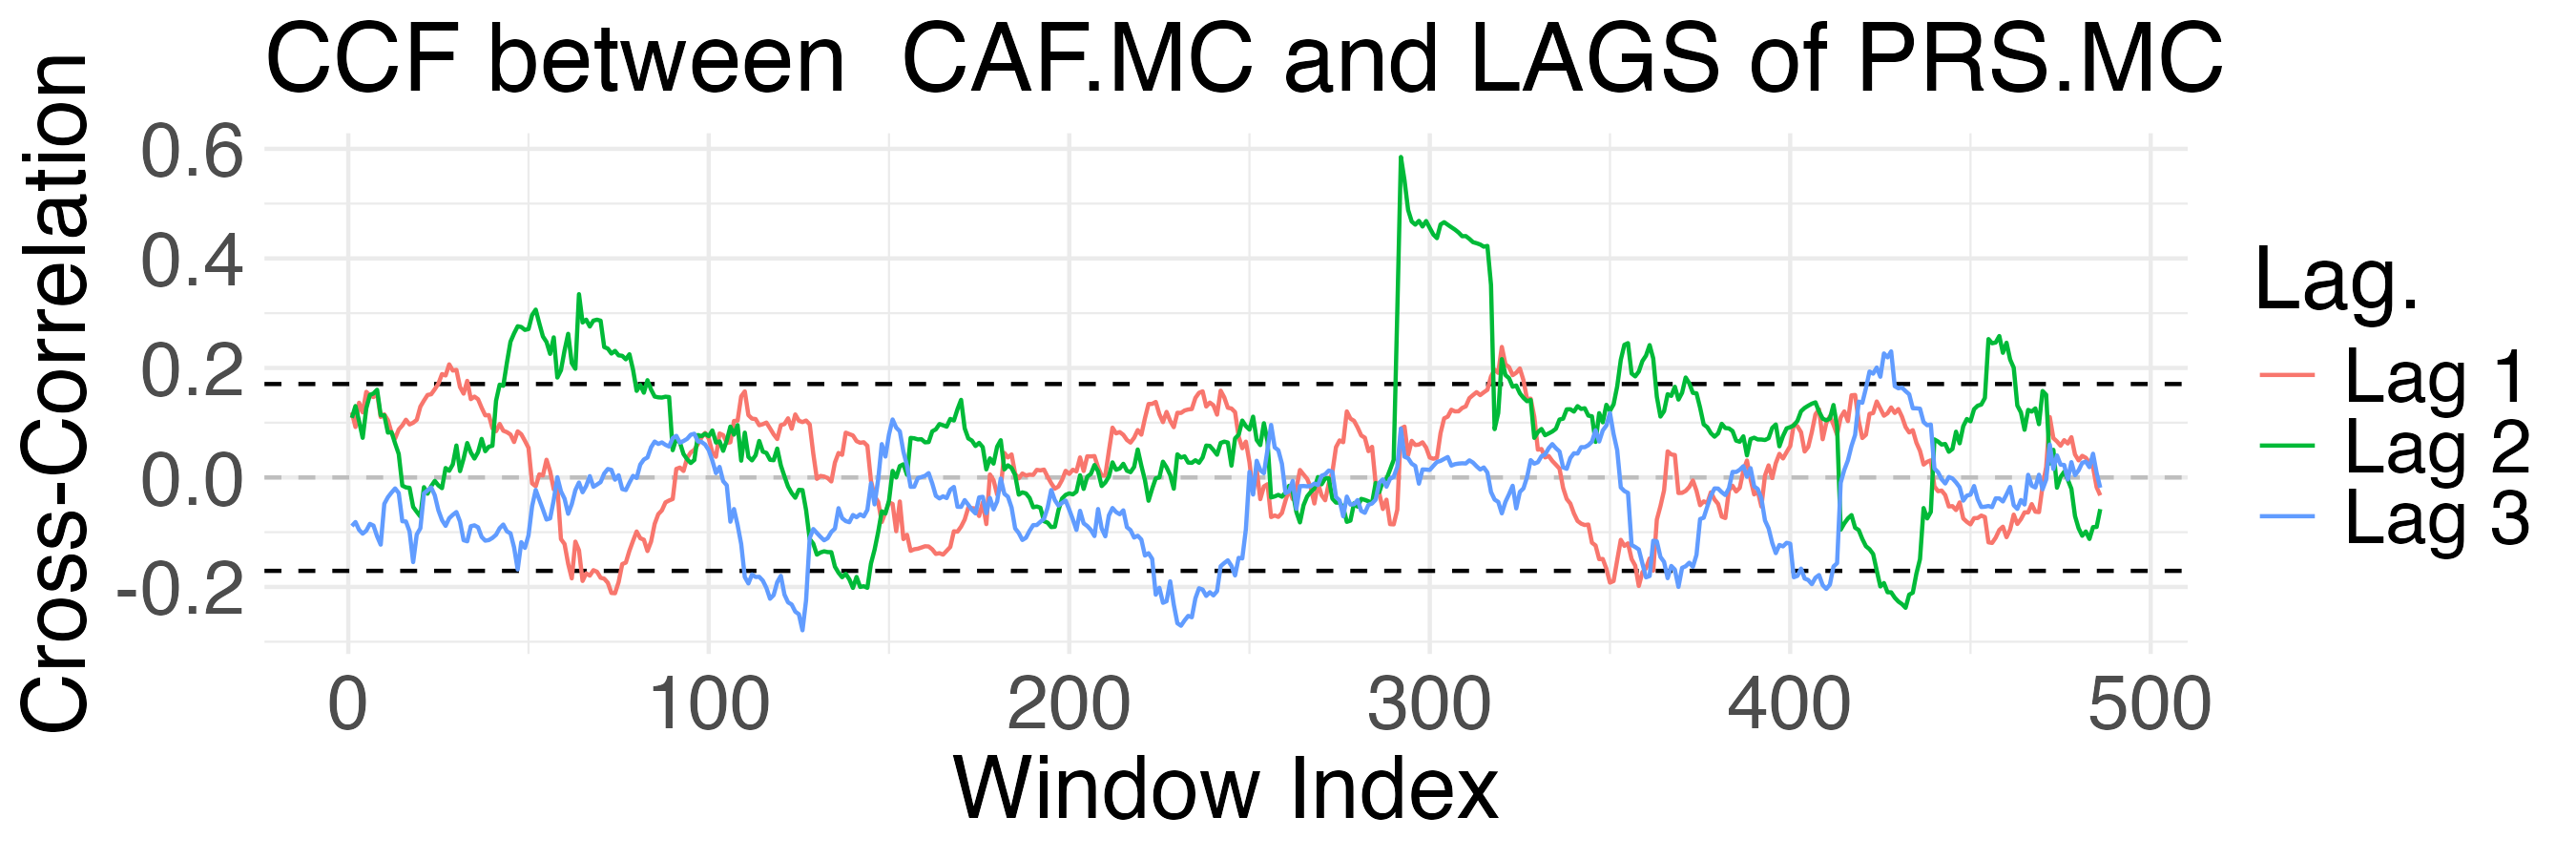 CCF between  CAF.MC and LAGS of PRS.MC
Cross-Correlation
0.6
0.4
0.2
0.0
-0.2
0 100 200 300 400 500
Window Index
Lag.
Lag 1
Lag 2
Lag 3